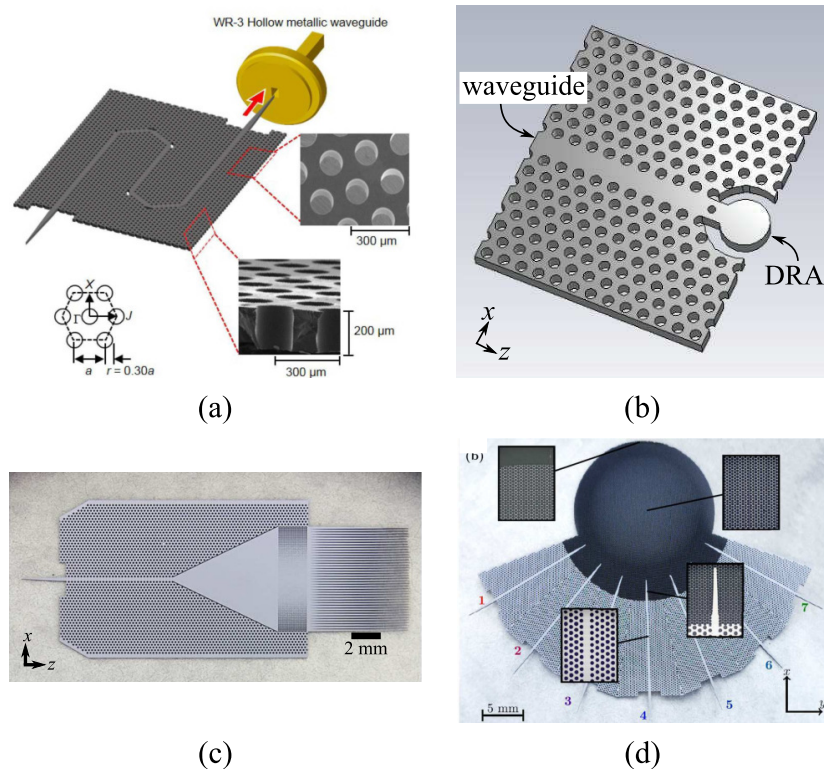 WR-3 Hollow metallic waveguide
300 μm
200 μm
300 μm
X
Γ
J
a
r = 0.30a
(a)
waveguide
DRA
x
z
(b)
x
z
2 mm
(c)
(b)
1
2
3
4
5
6
7
x
5 mm
(d)